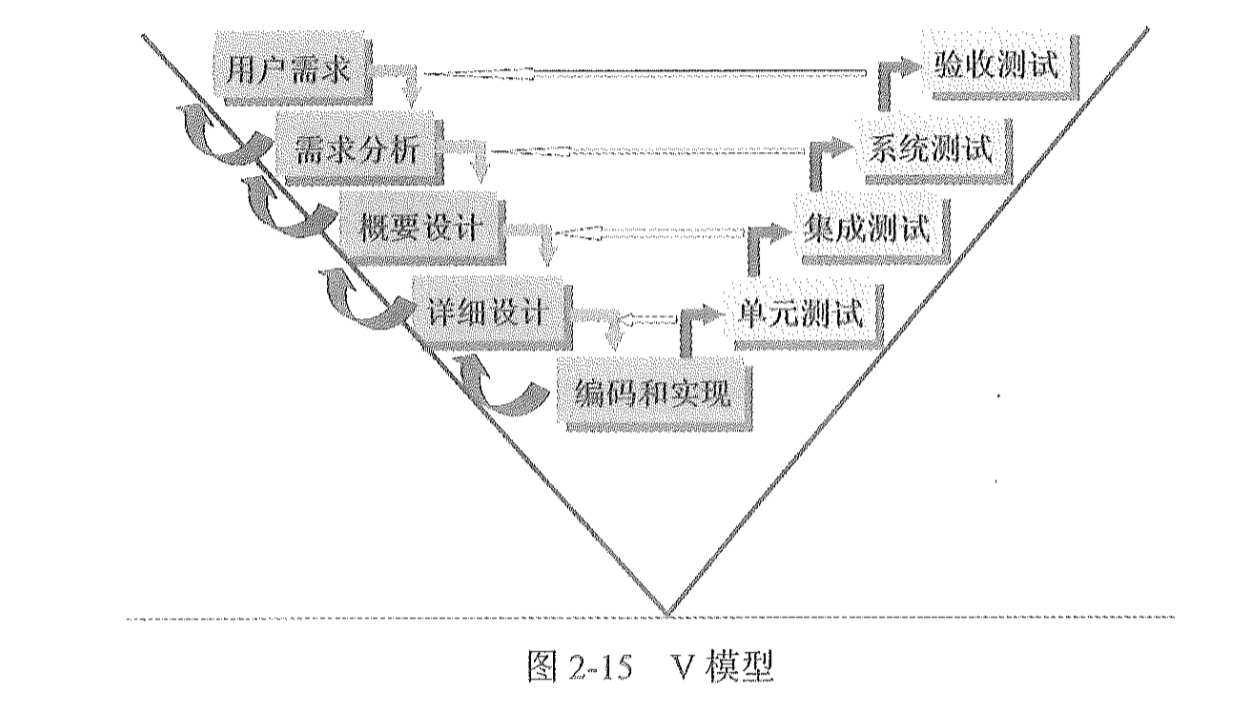 用户需求
验收测试
需求分析
系统测试
概要设计
集成测试
详细设计
单元测试
编码和实现
图 2-15 V 模型